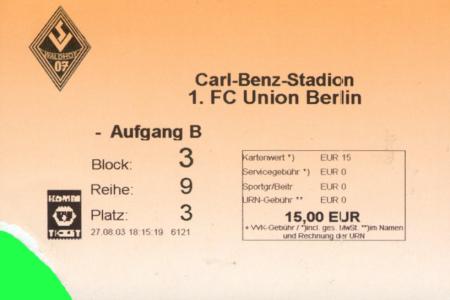 WALDHOF
07
Carl-Benz-Stadion
1. FC Union Berlin
- Aufgang B
Block: 3
Reihe: 9
Platz: 3
KOMM
TICKET
27.08.03 18:15:19 6121
Kartenwert *) EUR 15
Servicegebühr *) EUR 0
Sportgr/Beitr EUR 0
URN-Gebühr ** EUR 0
15,00 EUR
+ VVK-Gebühr / *)incl. ges. MwSt. **)im Namen
und Rechnung der URN